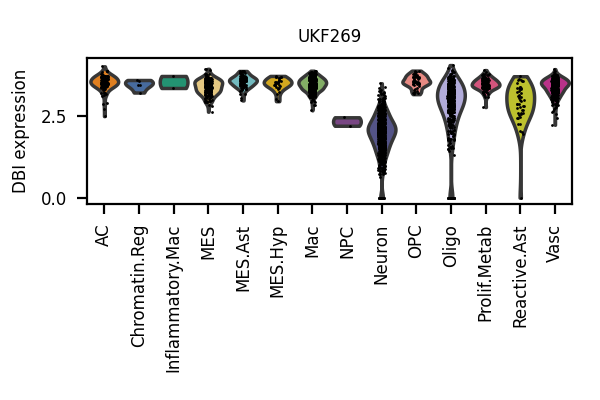 UKF269
DBI expression
2.5
0.0
AC
Chromatin.Reg
Inflammatory.Mac
MES
MES.Ast
MES.Hyp
Mac
NPC
Neuron
OPC
Oligo
Prolif.Metab
Reactive.Ast
Vasc